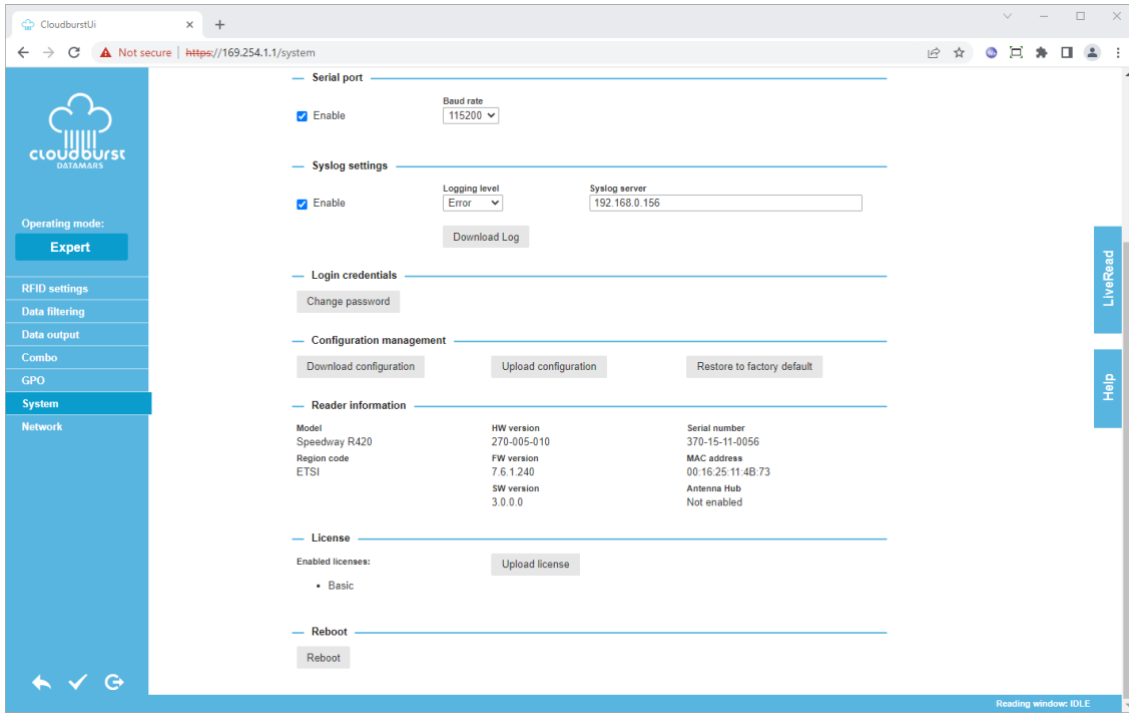 CloudburstUi
Not secure https://169.254.1.1/system
cloudburst
DATAMARS
Operating mode:
Expert
RFID settings
Data filtering
Data output
Combo
GPO
System
Network
Serial port
Baud rate
Enable 115200
Syslog settings
Logging level Syslog server
Enable Error 192.168.0.156
Download Log
Login credentials
Change password
Configuration management
Download configuration Upload configuration Restore to factory default
Reader information
Model HW version Serial number
Speedway R420 270-005-010 370-15-11-0056
Region code FW version MAC address
ETSI 7.6.1.240 00:16:25:11:4B:73
SW version Antenna Hub
3.0.0.0 Not enabled
License
Enabled licenses: Upload license
• Basic
Reboot
Reboot
LiveRead
Help
Reading window: IDLE